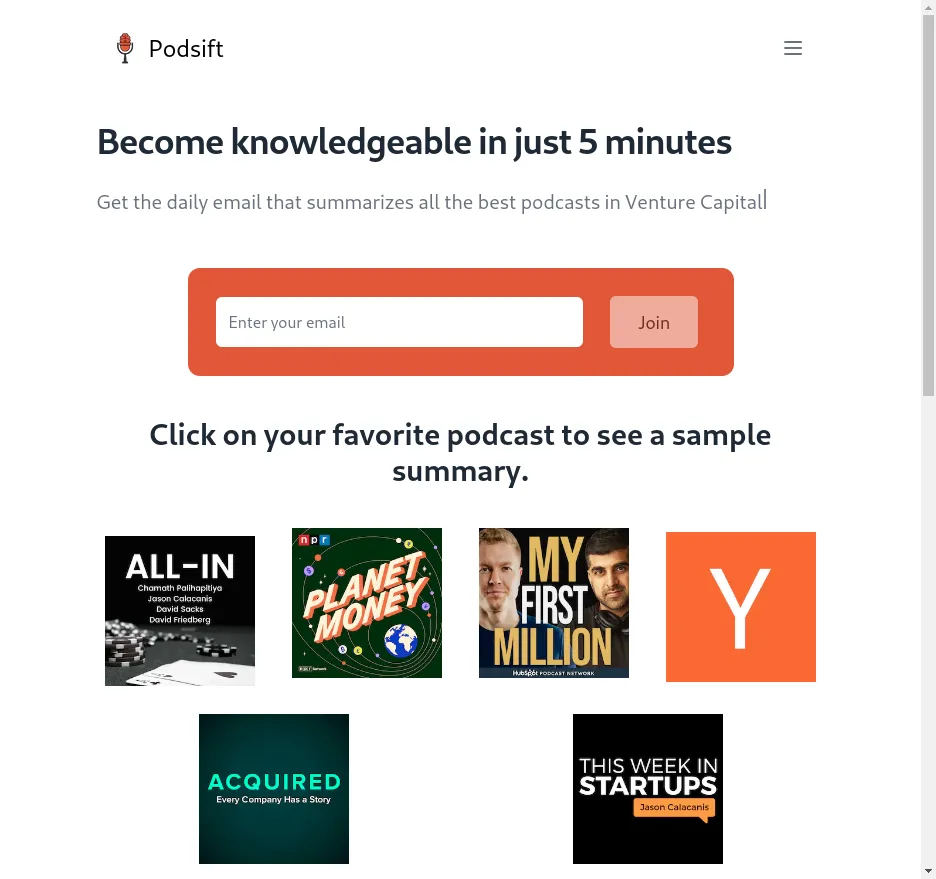 Podsift
Become knowledgeable in just 5 minutes
Get the daily email that summarizes all the best podcasts in Venture Capital|
Enter your email
Join
Click on your favorite podcast to see a sample
summary.
ALL-IN
Chamath Palihapitiya
Jason Calacanis
David Sacks
David Friedberg
npr
PLANET
MONEY
MY
FIRST
MILLION
HubSpot PODCAST NETWORK
Y
ACQUIRED
Every Company Has a Story
THIS WEEK IN
STARTUPS
Jason Calacanis